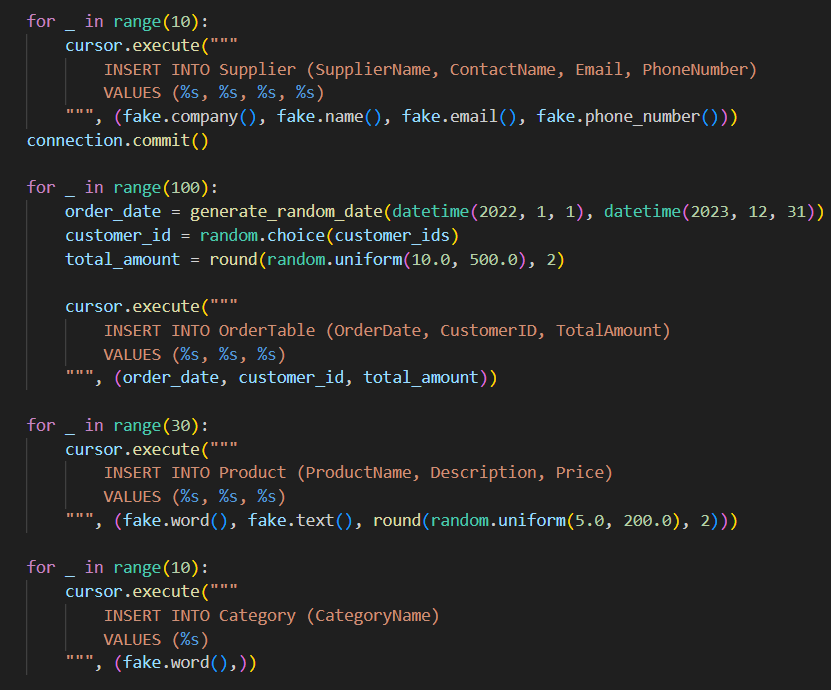 for _ in range(10):
    cursor.execute("""
        INSERT INTO Supplier (SupplierName, ContactName, Email, PhoneNumber)
        VALUES (%s, %s, %s, %s)
    """, (fake.company(), fake.name(), fake.email(), fake.phone_number()))
connection.commit()

for _ in range(100):
    order_date = generate_random_date(datetime(2022, 1, 1), datetime(2023, 12, 31))
    customer_id = random.choice(customer_ids)
    total_amount = round(random.uniform(10.0, 500.0), 2)

    cursor.execute("""
        INSERT INTO OrderTable (OrderDate, CustomerID, TotalAmount)
        VALUES (%s, %s, %s)
    """, (order_date, customer_id, total_amount))

for _ in range(30):
    cursor.execute("""
        INSERT INTO Product (ProductName, Description, Price)
        VALUES (%s, %s, %s)
    """, (fake.word(), fake.text(), round(random.uniform(5.0, 200.0), 2)))

for _ in range(10):
    cursor.execute("""
        INSERT INTO Category (CategoryName)
        VALUES (%s)
    """, (fake.word(),))